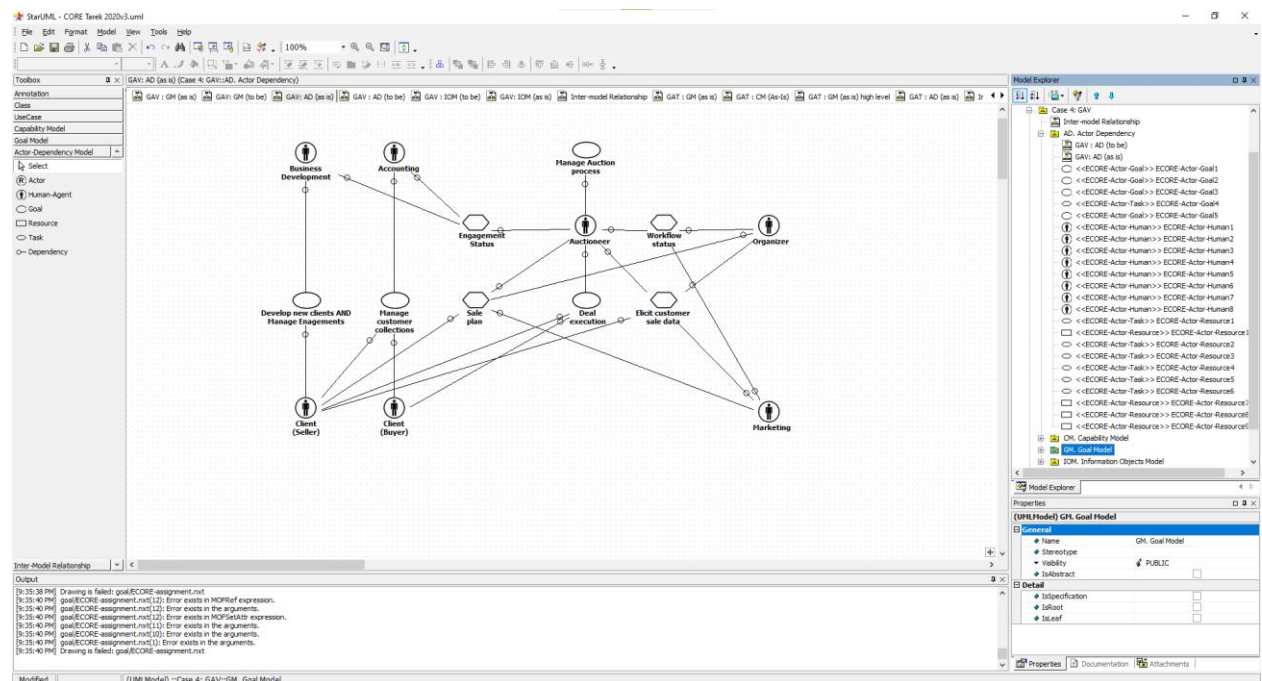 StarUML - CORE Tarek 2020v3.uml
File Edit Format Model View Tools Help
100%
Toolbox
Annotation
Class
UseCase
Capability Model
Goal Model
Actor-Dependency Model
Select
Actor
Human-Agent
Goal
Resource
Task
Dependency
Inter-Model Relationship
GAV: AD (as is) (Case 4: GAV::AD. Actor Dependency)
GAV : GM (as is) GAV: GM (to be) GAV: AD (as is) GAV : AD (to be) GAV : IOM (to be) GAV: IOM (as is) Inter-model Relationship GAT : GM (as is) GAT : CM (As-Is) GAT : GM (as is) high level GAT : AD (as is) Ir
Business
Development
Accounting
Manage Auction
process
Engagement
Status
Auctioneer
Workflow
status
Organizer
Develop new clients AND
Manage Enagements
Manage
customer
collections
Sale
plan
Deal
execution
Elicit customer
sale data
Client
(Seller)
Client
(Buyer)
Marketing
Model Explorer
Case 4: GAV
Inter-model Relationship
AD. Actor Dependency
GAV : AD (to be)
GAV: AD (as is)
<<ECORE-Actor-Goal>> ECORE-Actor-Goal1
<<ECORE-Actor-Goal>> ECORE-Actor-Goal2
<<ECORE-Actor-Goal>> ECORE-Actor-Goal3
<<ECORE-Actor-Task>> ECORE-Actor-Goal4
<<ECORE-Actor-Goal>> ECORE-Actor-Goal5
<<ECORE-Actor-Human>> ECORE-Actor-Human1
<<ECORE-Actor-Human>> ECORE-Actor-Human2
<<ECORE-Actor-Human>> ECORE-Actor-Human3
<<ECORE-Actor-Human>> ECORE-Actor-Human4
<<ECORE-Actor-Human>> ECORE-Actor-Human5
<<ECORE-Actor-Human>> ECORE-Actor-Human6
<<ECORE-Actor-Human>> ECORE-Actor-Human7
<<ECORE-Actor-Human>> ECORE-Actor-Human8
<<ECORE-Actor-Task>> ECORE-Actor-Resource1
<<ECORE-Actor-Resource>> ECORE-Actor-Resource1
<<ECORE-Actor-Task>> ECORE-Actor-Resource2
<<ECORE-Actor-Task>> ECORE-Actor-Resource3
<<ECORE-Actor-Task>> ECORE-Actor-Resource4
<<ECORE-Actor-Task>> ECORE-Actor-Resource5
<<ECORE-Actor-Task>> ECORE-Actor-Resource6
<<ECORE-Actor-Resource>> ECORE-Actor-Resource7
<<ECORE-Actor-Resource>> ECORE-Actor-Resource8
<<ECORE-Actor-Resource>> ECORE-Actor-Resource9
CM. Capability Model
GM. Goal Model
IOM. Information Objects Model
Model Explorer
Properties
(UMLModel) GM. Goal Model
General
Name GM. Goal Model
Stereotype
Visibility PUBLIC
IsAbstract
Detail
IsSpecification
IsRoot
IsLeaf
Properties Documentation Attachments
Output
[9:35:38 PM] Drawing is failed: goal/ECORE-assignment.nxt
[9:35:40 PM] goal/ECORE-assignment.nxt(12): Error exists in MOFRef expression.
[9:35:40 PM] goal/ECORE-assignment.nxt(12): Error exists in the arguments.
[9:35:40 PM] goal/ECORE-assignment.nxt(12): Error exists in MOFSetAttr expression.
[9:35:40 PM] goal/ECORE-assignment.nxt(11): Error exists in the arguments.
[9:35:40 PM] goal/ECORE-assignment.nxt(10): Error exists in the arguments.
[9:35:40 PM] goal/ECORE-assignment.nxt(1): Error exists in the arguments.
[9:35:40 PM] Drawing is failed: goal/ECORE-assignment.nxt
Modified (UMLModel) ::Case 4: GAV::GM. Goal Model